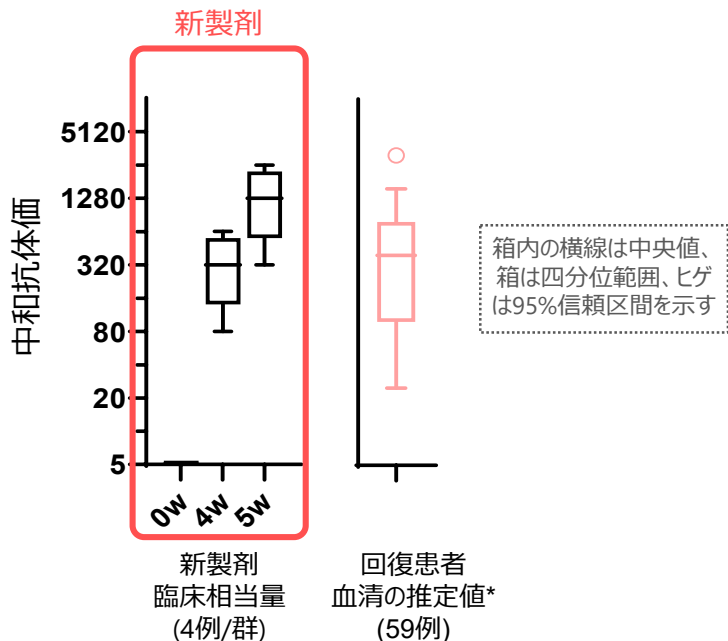 新製剤
中和抗体価
5120
1280
320
80
20
5
0w
4w
5w
新製剤
臨床相当量
(4例/群)
回復患者
血清の推定値*
(59例)
箱内の横線は中央値、
箱は四分位範囲、ヒゲ
は95%信頼区間を示す